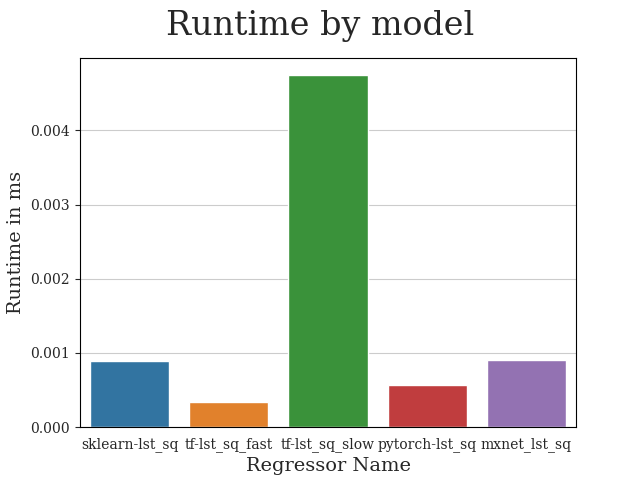 Runtime by model
Runtime in ms
0.004
0.003
0.002
0.001
0.000
sklearn-lst_sq tf-lst_sq_fast tf-lst_sq_slow pytorch-lst_sq mxnet_lst_sq
Regressor Name